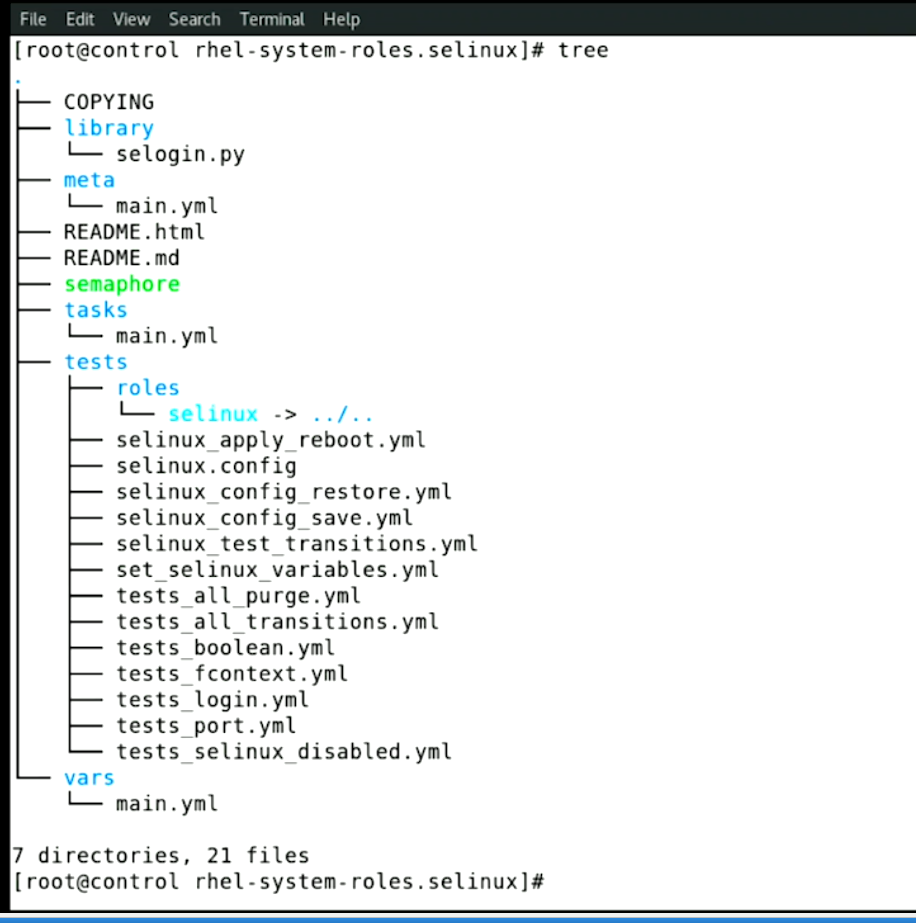 File Edit View Search Terminal Help
[root@control rhel-system-roles.selinux]# tree
.
├── COPYING
├── library
│   └── selogin.py
├── meta
│   └── main.yml
├── README.html
├── README.md
├── semaphore
├── tasks
│   └── main.yml
├── tests
│   ├── roles
│   │   └── selinux -> ../..
│   ├── selinux_apply_reboot.yml
│   ├── selinux.config
│   ├── selinux_config_restore.yml
│   ├── selinux_config_save.yml
│   ├── selinux_test_transitions.yml
│   ├── set_selinux_variables.yml
│   ├── tests_all_purge.yml
│   ├── tests_all_transitions.yml
│   ├── tests_boolean.yml
│   ├── tests_fcontext.yml
│   ├── tests_login.yml
│   ├── tests_port.yml
│   └── tests_selinux_disabled.yml
└── vars
    └── main.yml
7 directories, 21 files
[root@control rhel-system-roles.selinux]#